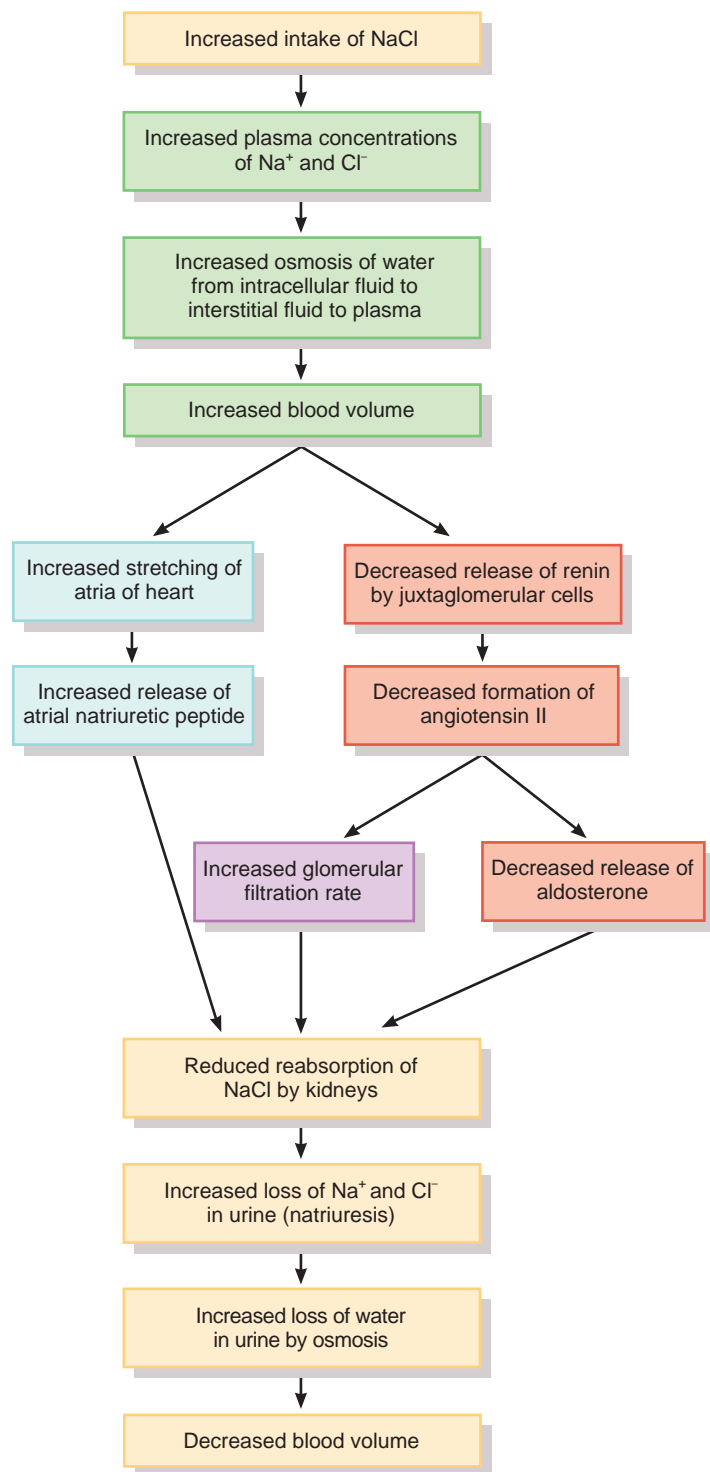 Increased intake of NaCl
Increased plasma concentrations
of Na⁺ and Cl⁻
Increased osmosis of water
from intracellular fluid to
interstitial fluid to plasma
Increased blood volume
Increased stretching of
atria of heart
Decreased release of renin
by juxtaglomerular cells
Increased release of
atrial natriuretic peptide
Decreased formation of
angiotensin II
Increased glomerular
filtration rate
Decreased release of
aldosterone
Reduced reabsorption of
NaCl by kidneys
Increased loss of Na⁺ and Cl⁻
in urine (natriuresis)
Increased loss of water
in urine by osmosis
Decreased blood volume